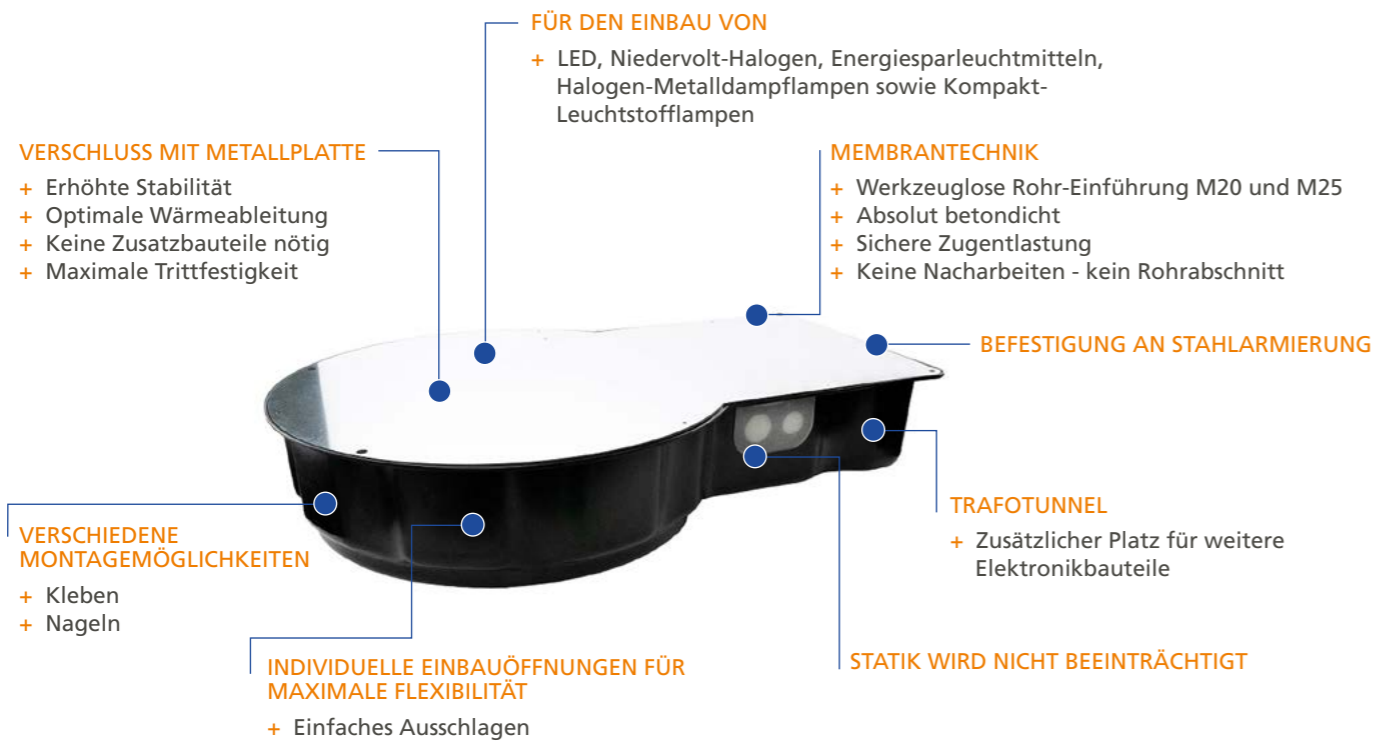 FÜR DEN EINBAU VON
+ LED, Niedervolt-Halogen, Energiesparleuchtmitteln,
Halogen-Metalldampflampen sowie Kompakt-
Leuchtstofflampen
VERSCHLUSS MIT METALLPLATTE
+ Erhöhte Stabilität
+ Optimale Wärmeableitung
+ Keine Zusatzbauteile nötig
+ Maximale Trittfestigkeit
MEMBRANTECHNIK
+ Werkzeuglose Rohr-Einführung M20 und M25
+ Absolut betondicht
+ Sichere Zugentlastung
+ Keine Nacharbeiten - kein Rohrabschnitt
BEFESTIGUNG AN STAHLARMIERUNG
VERSCHIEDENE
MONTAGEMÖGLICHKEITEN
+ Kleben
+ Nageln
TRAFOTUNNEL
+ Zusätzlicher Platz für weitere
Elektronikbauteile
INDIVIDUELLE EINBAUÖFFNUNGEN FÜR
MAXIMALE FLEXIBILITÄT
+ Einfaches Ausschlagen
STATIK WIRD NICHT BEEINTRÄCHTIGT